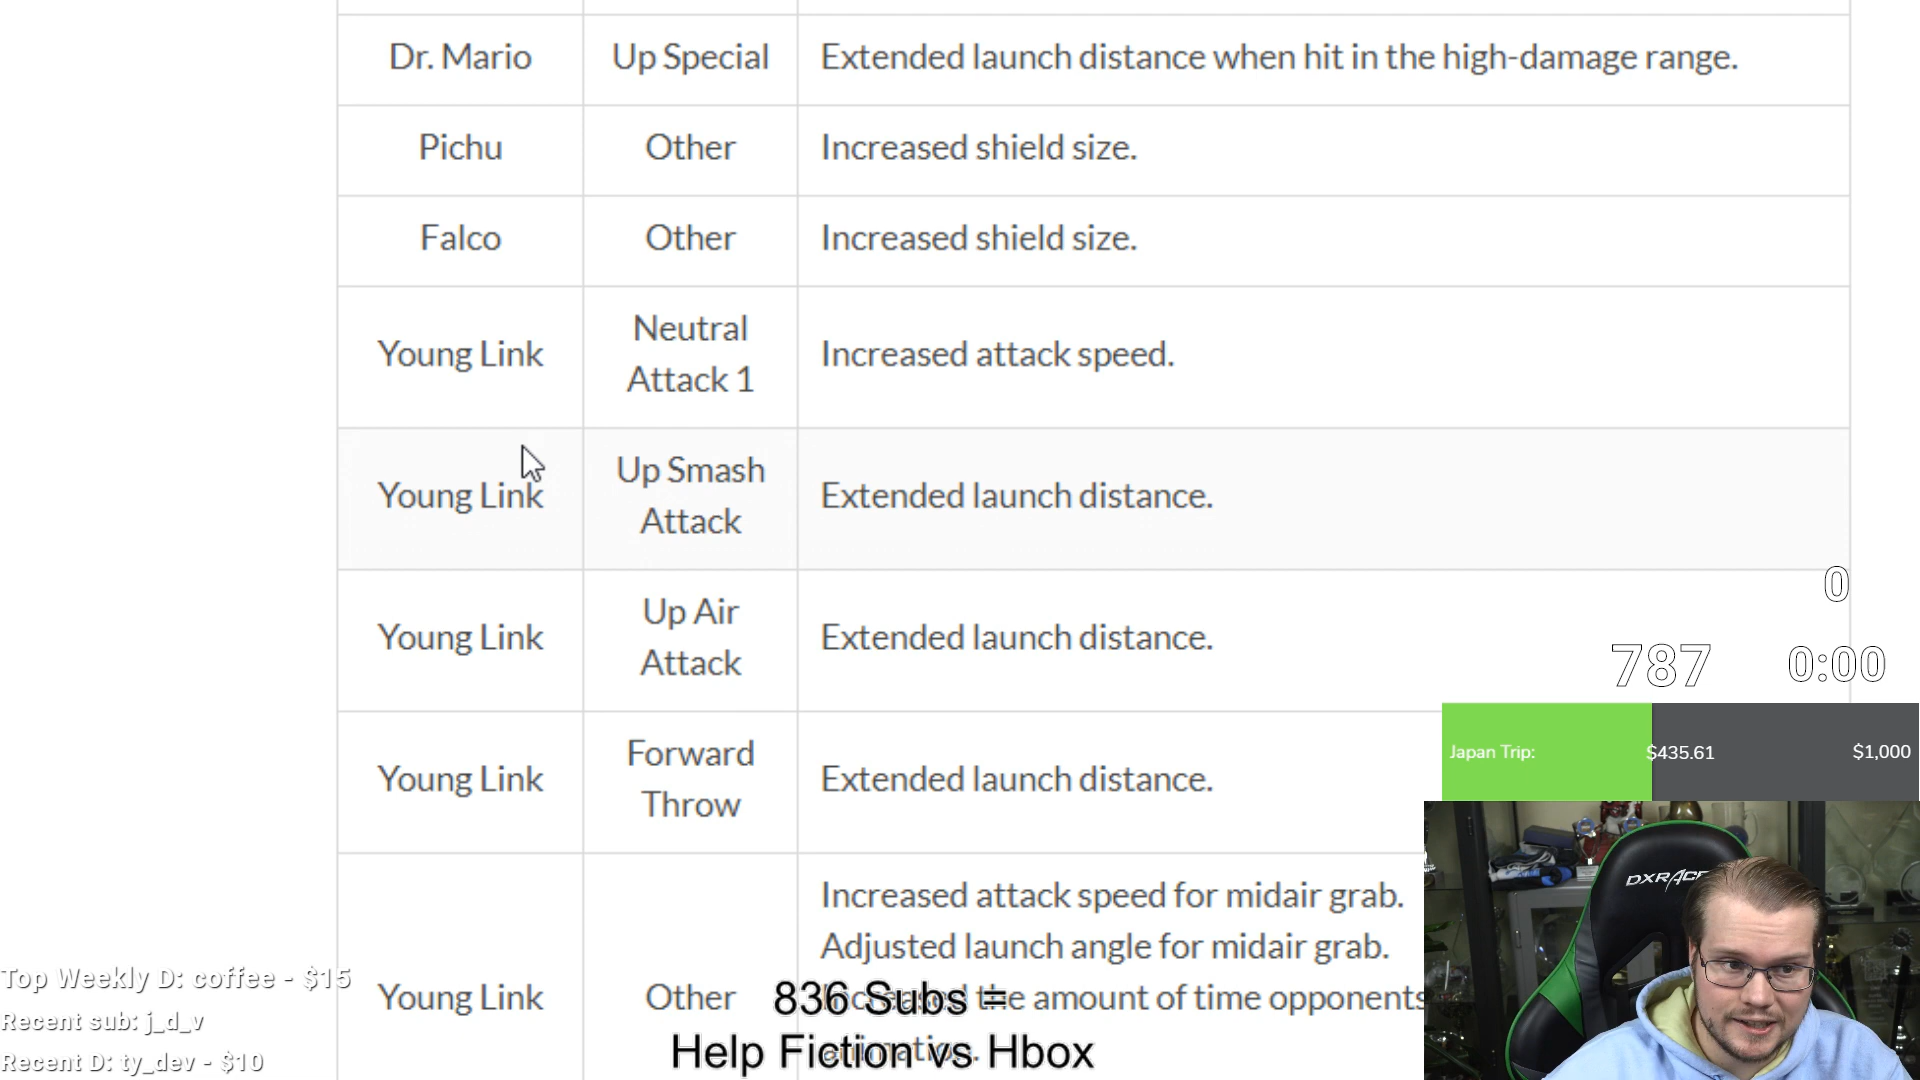 Dr. Mario Up Special Extended launch distance when hit in the high-damage range.
Pichu Other Increased shield size.
Falco Other Increased shield size.
Young Link Neutral Attack 1 Increased attack speed.
Young Link Up Smash Attack Extended launch distance.
Young Link Up Air Attack Extended launch distance.
0
787 0:00
Young Link Forward Throw Extended launch distance.
Japan Trip: $435.61 $1,000
DXRACE
Increased attack speed for midair grab.
Adjusted launch angle for midair grab.
Young Link Other
the amount of time opponents
Top Weekly D: coffee - $15
Recent sub: j_d_v
Recent D: ty_dev - $10
836 Subs =
Help Fiction vs Hbox